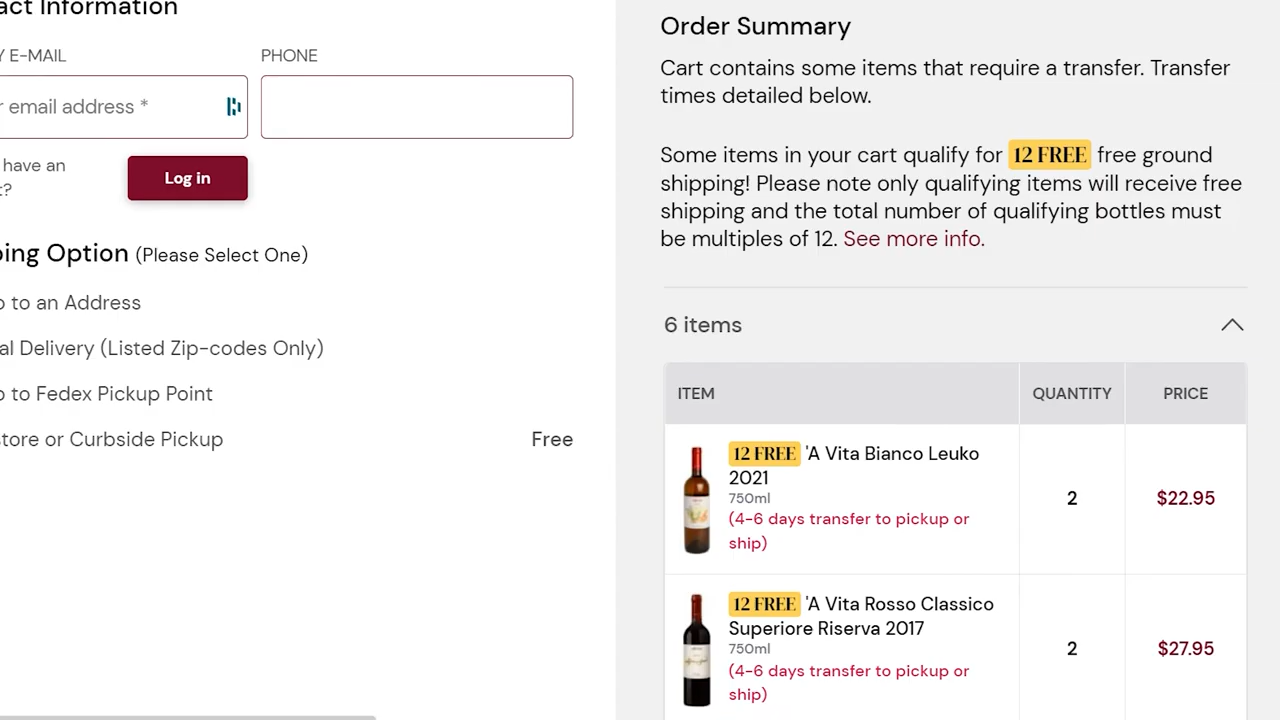 act Information
Y E-MAIL
PHONE
r email address *
have an
t?
Log in
ping Option (Please Select One)
p to an Address
al Delivery (Listed Zip-codes Only)
p to Fedex Pickup Point
store or Curbside Pickup
Free
Order Summary
Cart contains some items that require a transfer. Transfer
times detailed below.
Some items in your cart qualify for 12 FREE free ground
shipping! Please note only qualifying items will receive free
shipping and the total number of qualifying bottles must
be multiples of 12. See more info.
6 items
ITEM
QUANTITY
PRICE
12 FREE 'A Vita Bianco Leuko
2021
750ml
(4-6 days transfer to pickup or
ship)
2
$22.95
12 FREE 'A Vita Rosso Classico
Superiore Riserva 2017
750ml
(4-6 days transfer to pickup or
ship)
2
$27.95